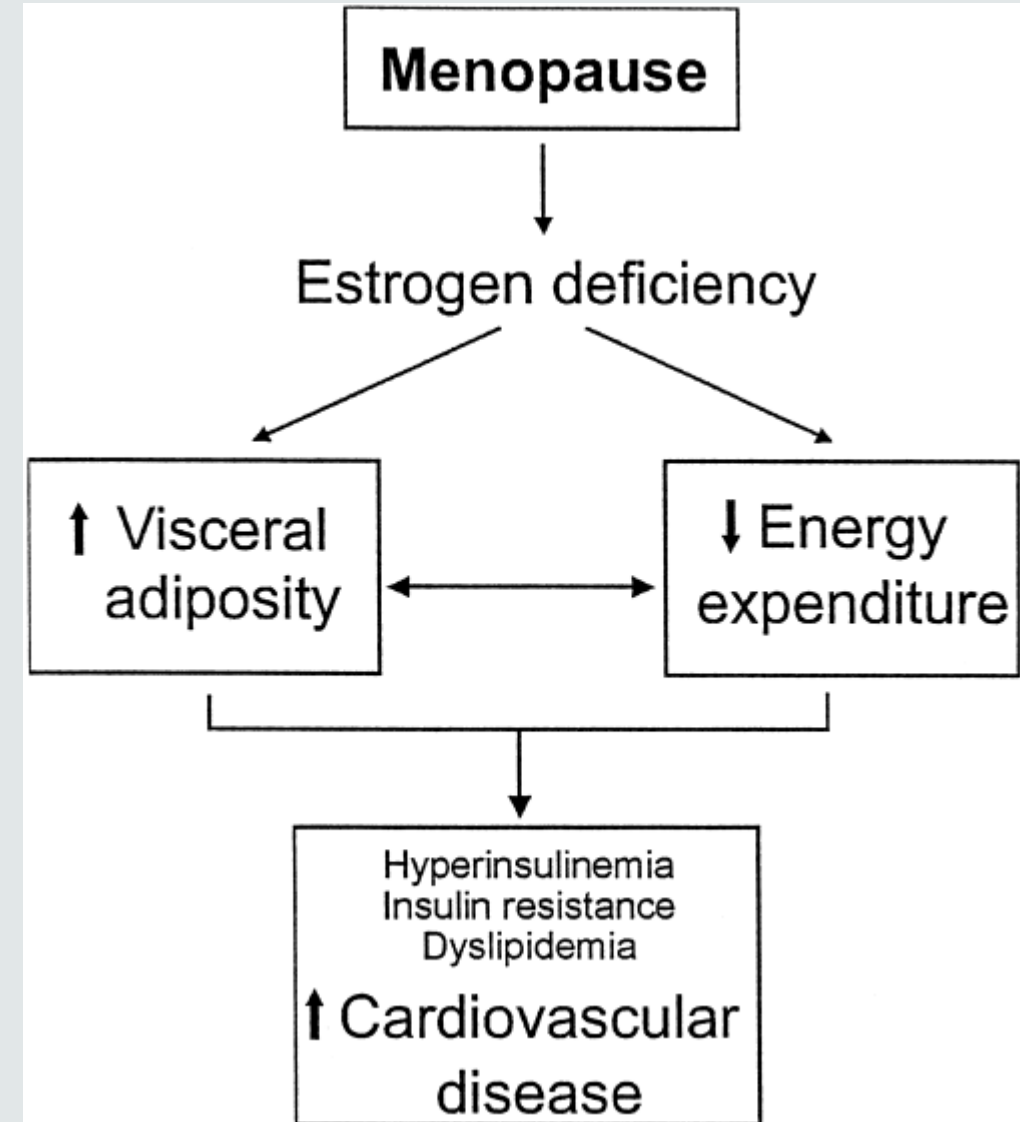 Menopause
Estrogen deficiency
↑ Visceral
adiposity
↓ Energy
expenditure
Hyperinsulinemia
Insulin resistance
Dyslipidemia
↑ Cardiovascular
disease